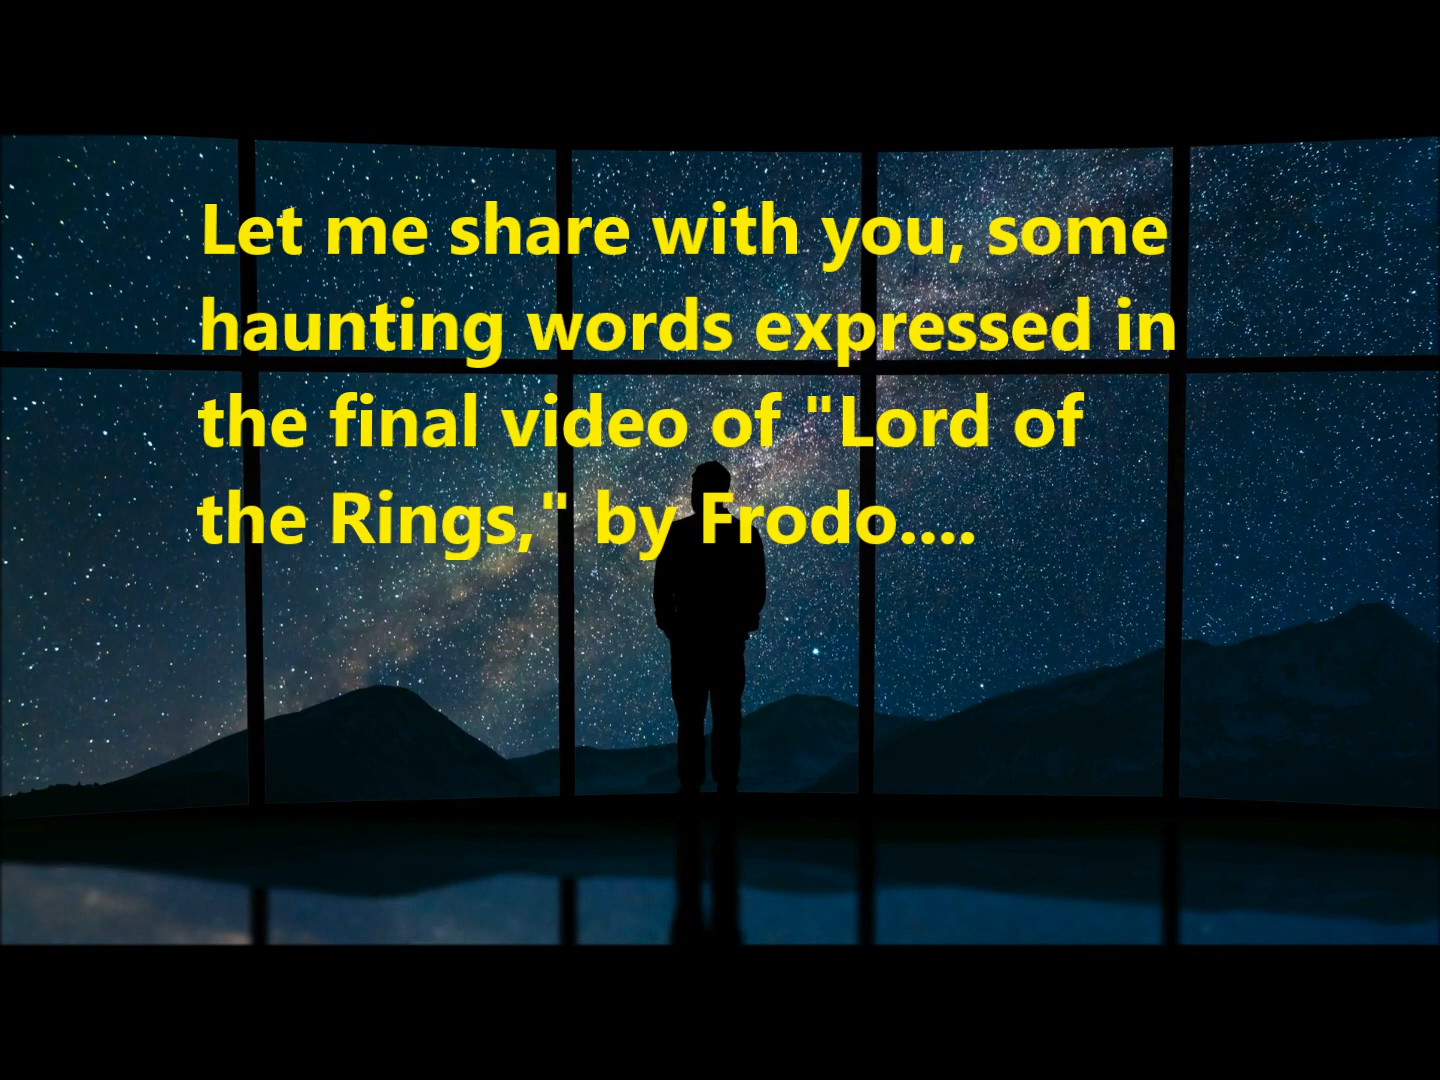 Let me share with you, some
haunting words expressed in
the final video of "Lord of
the Rings," by Frodo....